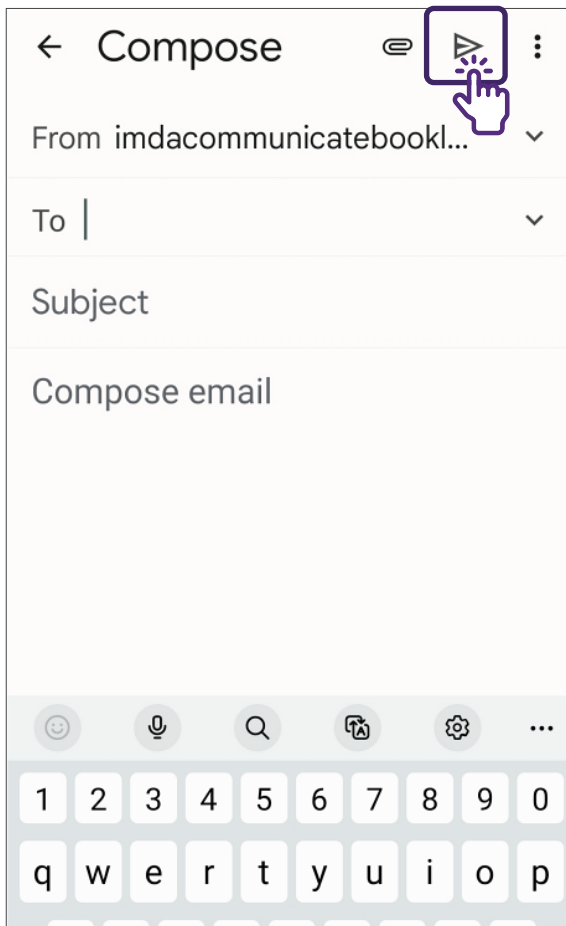 Compose
From imdacommunicatebookl...
To
Subject
Compose email
1 2 3 4 5 6 7 8 9 0
q w e r t y u i o p